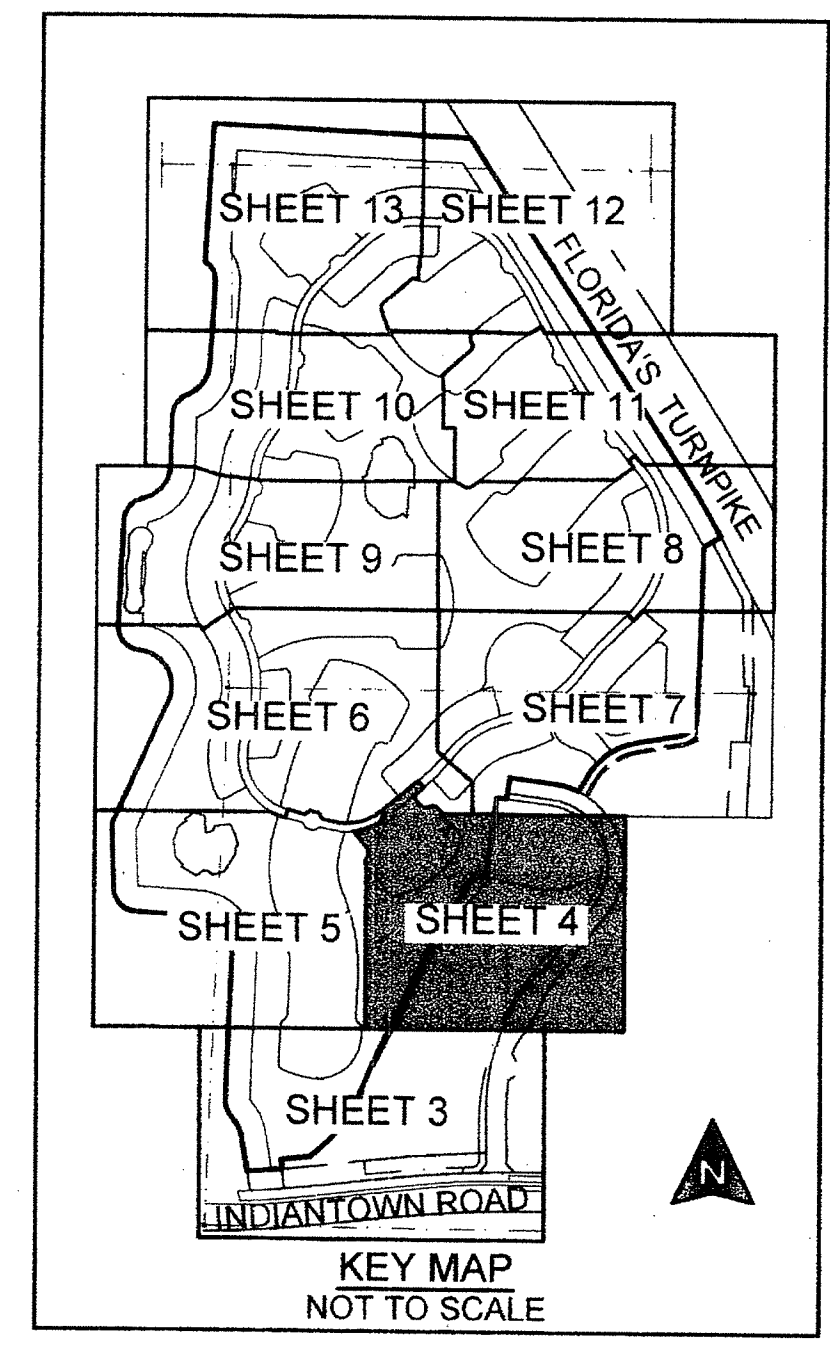 SHEET 13
SHEET 12
FLORIDA'S TURNPIKE
SHEET 10
SHEET 11
SHEET 9
SHEET 8
SHEET 6
SHEET 7
SHEET 5
SHEET 4
SHEET 3
N
INDIANTOWN ROAD
KEY MAP
NOT TO SCALE